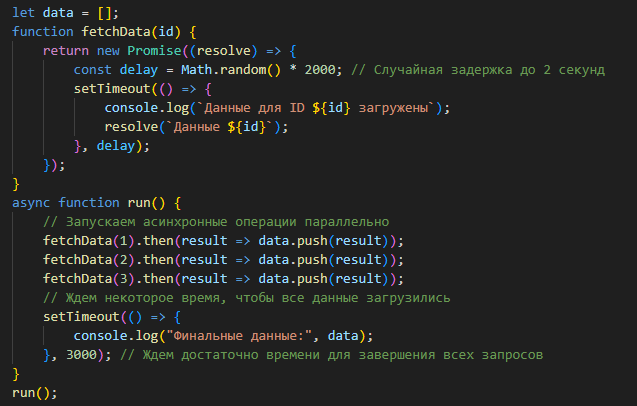 let data = [];
function fetchData(id) {
    return new Promise((resolve) => {
        const delay = Math.random() * 2000; // Случайная задержка до 2 секунд
        setTimeout(() => {
            console.log(`Данные для ID ${id} загружены`);
            resolve(`Данные ${id}`);
        }, delay);
    });
}
async function run() {
    // Запускаем асинхронные операции параллельно
    fetchData(1).then(result => data.push(result));
    fetchData(2).then(result => data.push(result));
    fetchData(3).then(result => data.push(result));
    // Ждем некоторое время, чтобы все данные загрузились
    setTimeout(() => {
        console.log("Финальные данные:", data);
    }, 3000); // Ждем достаточно времени для завершения всех запросов
}
run();